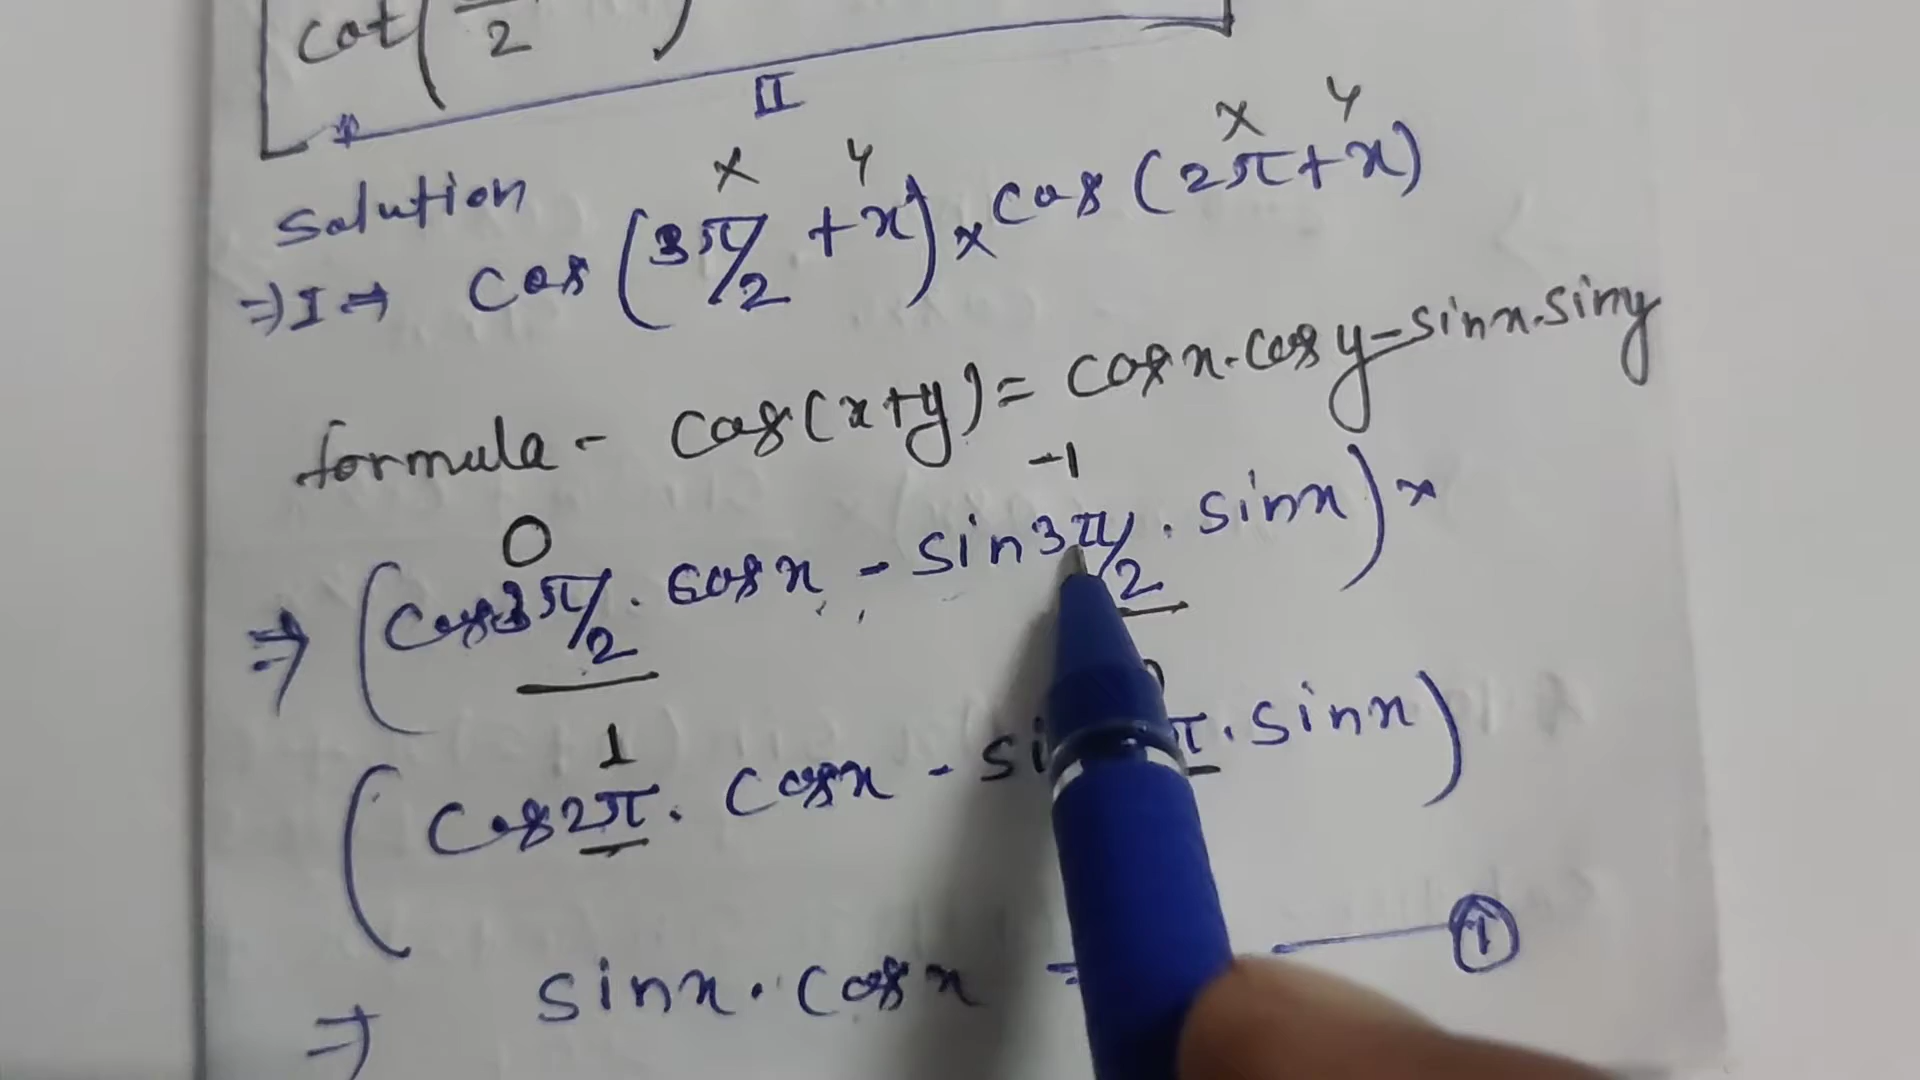 cot( 2 )
II
x y x y
Solution
⇒ I ⇒ cos (3π/2 + x) × cos (2π + x)
formula - cos(x+y) = cos x . cos y - sin x . sin y
0 -1
⇒ (cos 3π/2 . cos x - sin 3π/2 . sin x) ×
1
(cos 2π . cos x - si π . sin x)
⇒ sin x . cos x — ①